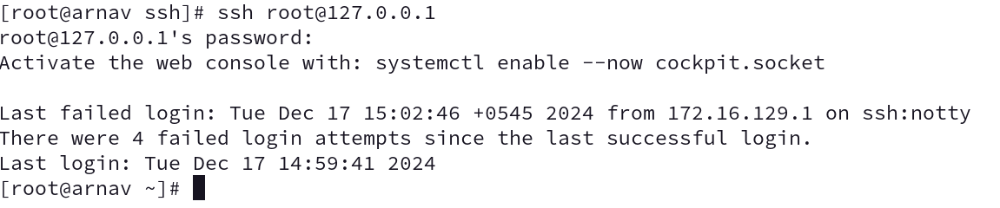 [root@arnav ssh]# ssh root@127.0.0.1
root@127.0.0.1's password:
Activate the web console with: systemctl enable --now cockpit.socket
Last failed login: Tue Dec 17 15:02:46 +0545 2024 from 172.16.129.1 on ssh:notty
There were 4 failed login attempts since the last successful login.
Last login: Tue Dec 17 14:59:41 2024
[root@arnav ~]#